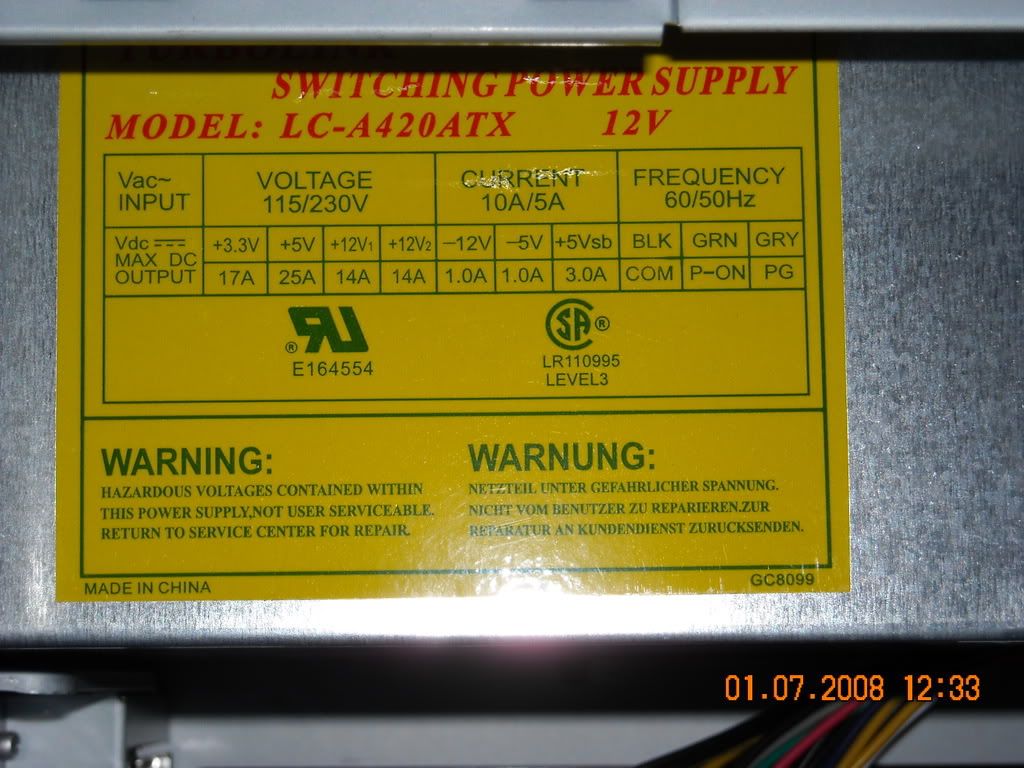 TURBOLINK
SWITCHING POWER SUPPLY
MODEL: LC-A420ATX 12V
Vac~ INPUT VOLTAGE 115/230V CURRENT 10A/5A FREQUENCY 60/50Hz
Vdc MAX DC OUTPUT +3.3V +5V +12V1 +12V2 -12V -5V +5Vsb BLK GRN GRY
17A 25A 14A 14A 1.0A 1.0A 3.0A COM P-ON PG
RU ® SA ®
E164554 LR110995
LEVEL3
WARNING: WARNUNG:
HAZARDOUS VOLTAGES CONTAINED WITHIN
THIS POWER SUPPLY,NOT USER SERVICEABLE.
RETURN TO SERVICE CENTER FOR REPAIR.
NETZTEIL UNTER GEFAHRLICHER SPANNUNG.
NICHT VOM BENUTZER ZU REPARIEREN.ZUR
REPARATUR AN KUNDENDIENST ZURUCKSENDEN.
MADE IN CHINA GC8099
01.07.2008 12:33